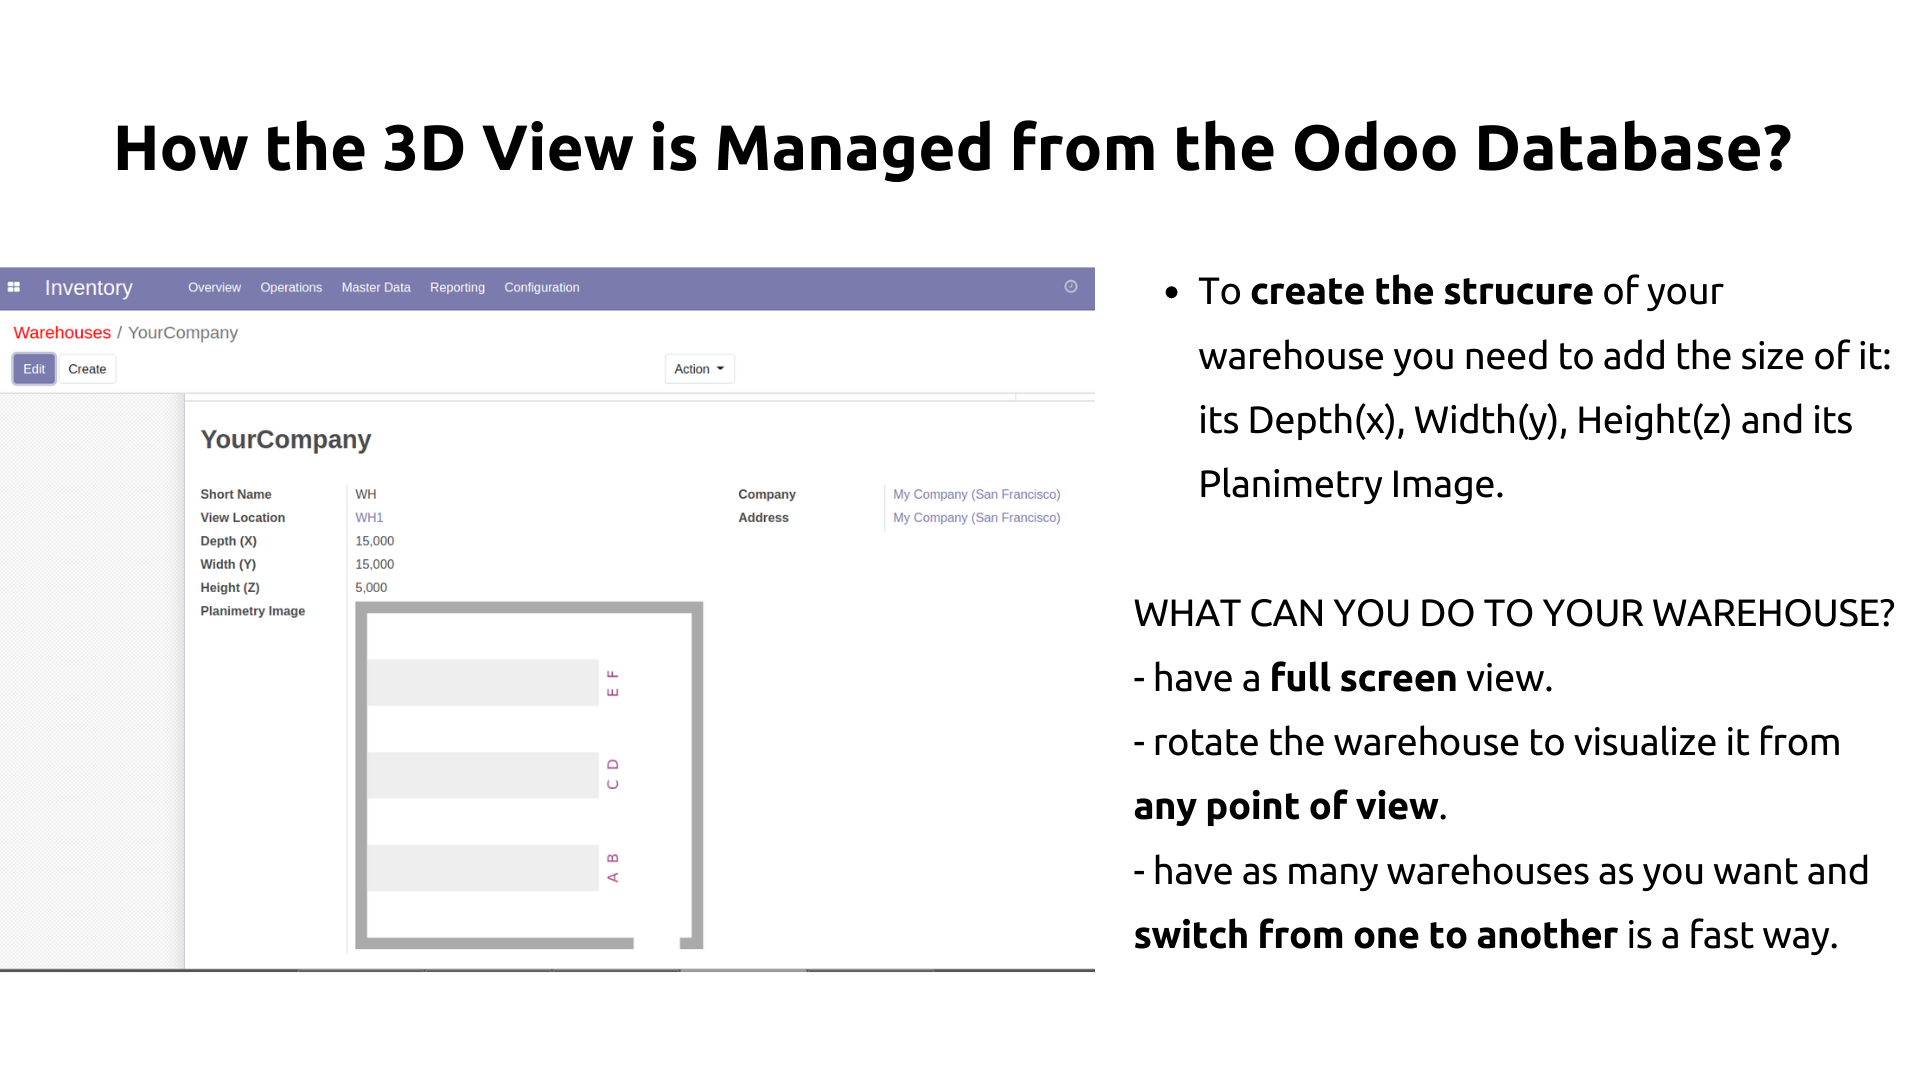 How the 3D View is Managed from the Odoo Database?
Inventory Overview Operations Master Data Reporting Configuration
Warehouses / YourCompany
Edit Create Action
YourCompany
Short Name WH Company My Company (San Francisco)
View Location WH1 Address My Company (San Francisco)
Depth (X) 15,000
Width (Y) 15,000
Height (Z) 5,000
Planimetry Image
E F
C D
A B
• To create the strucure of your
warehouse you need to add the size of it:
its Depth(x), Width(y), Height(z) and its
Planimetry Image.
WHAT CAN YOU DO TO YOUR WAREHOUSE?
- have a full screen view.
- rotate the warehouse to visualize it from
any point of view.
- have as many warehouses as you want and
switch from one to another is a fast way.